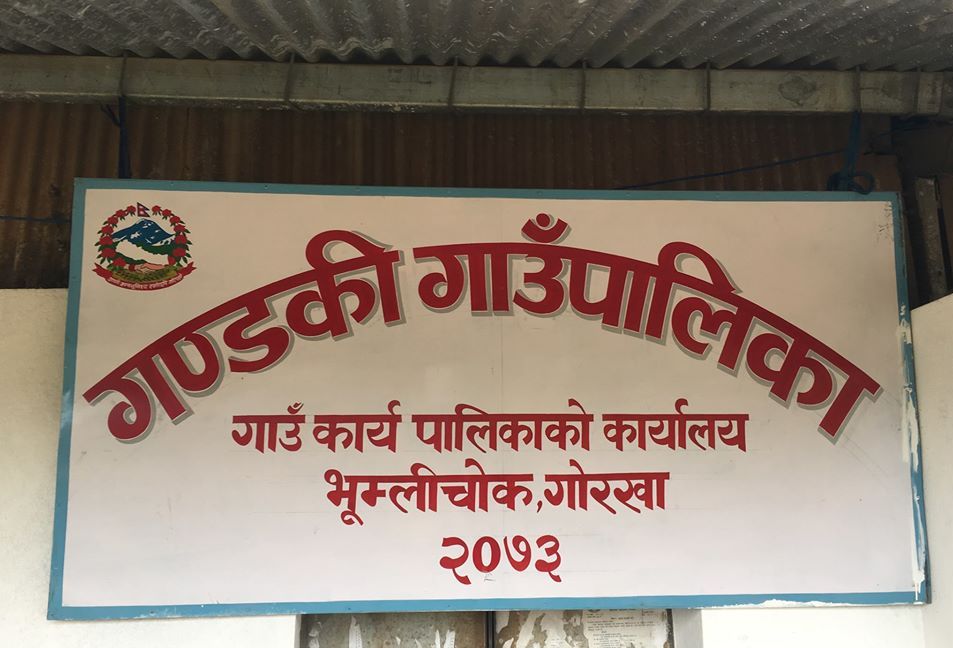 गण्डकी गाउँपालिका
गाउँ कार्य पालिकाको कार्यालय
भूम्लीचोक,गोरखा
२०७३